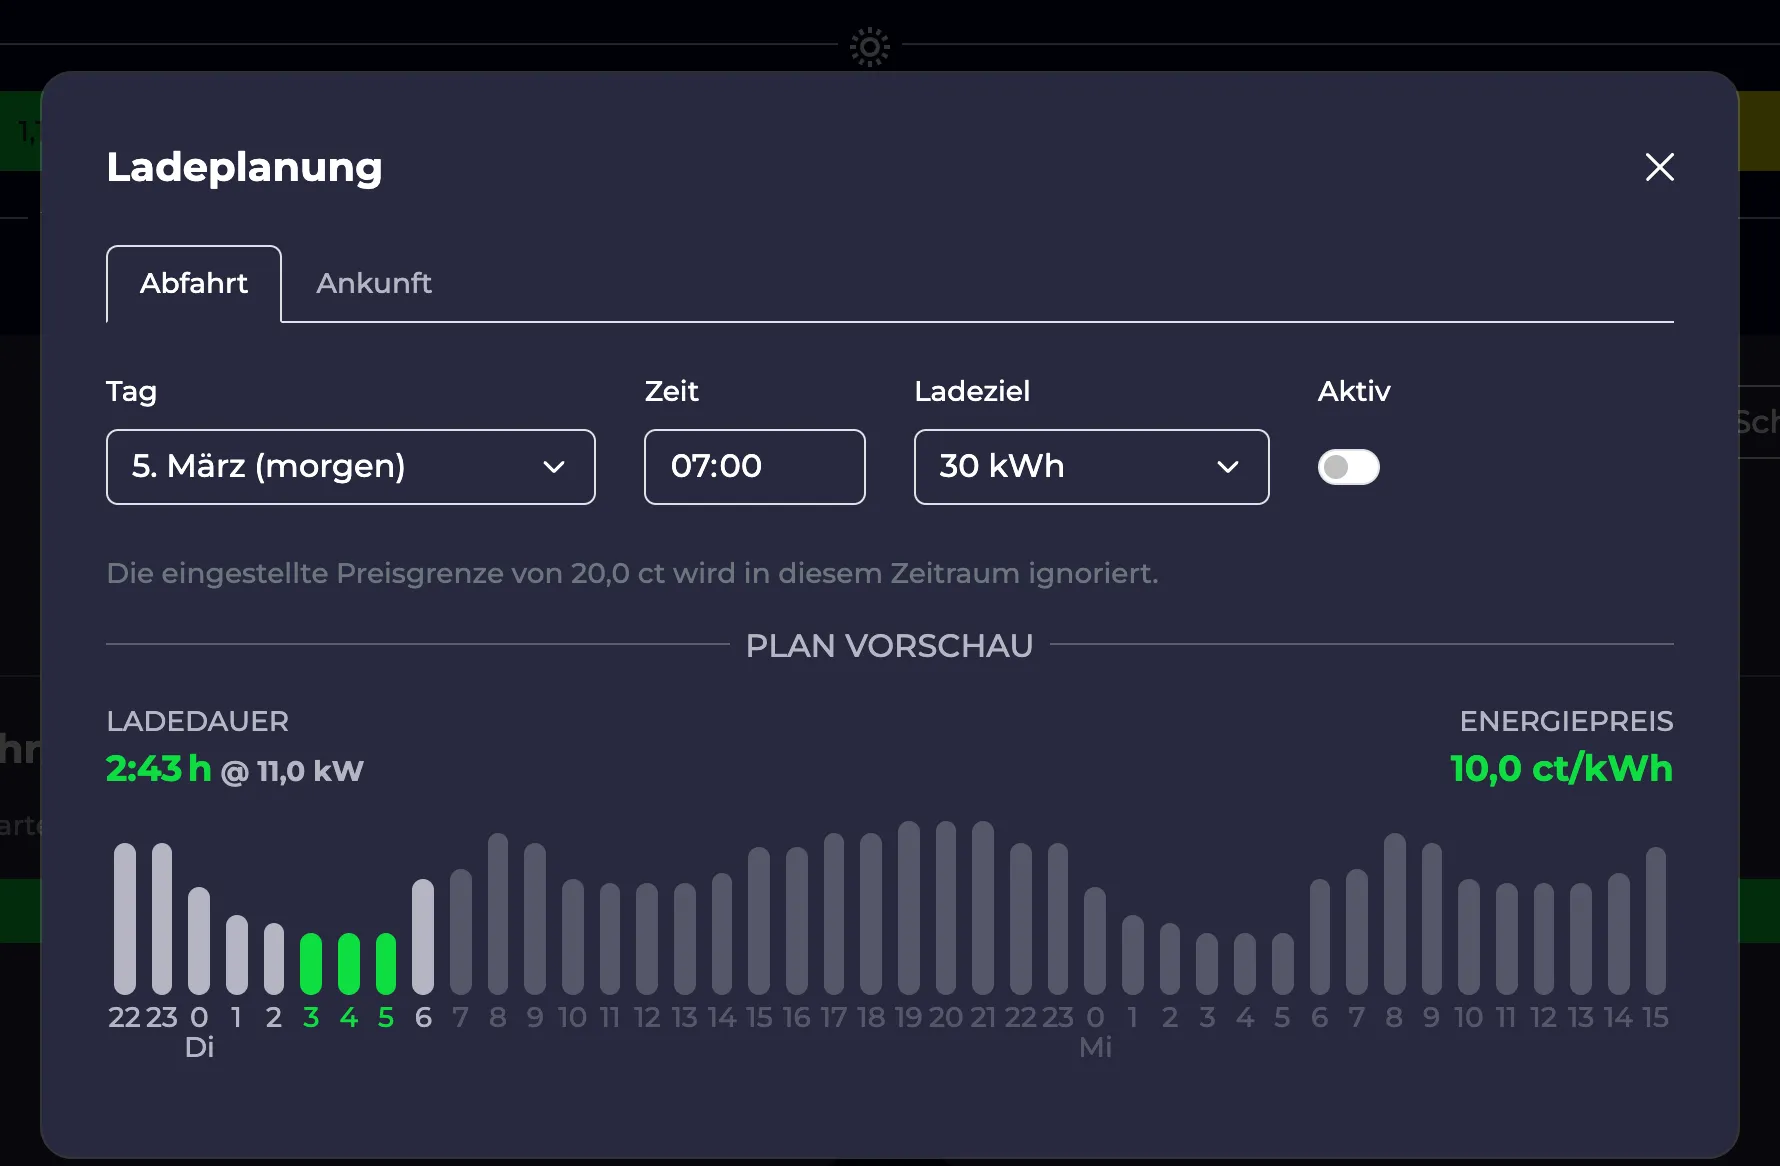 Ladeplanung
Abfahrt Ankunft
Tag Zeit Ladeziel Aktiv
5. März (morgen) 07:00 30 kWh
Die eingestellte Preisgrenze von 20,0 ct wird in diesem Zeitraum ignoriert.
PLAN VORSCHAU
LADEDAUER ENERGIEPREIS
2:43 h @ 11,0 kW 10,0 ct/kWh
22 23 0 1 2 3 4 5 6 7 8 9 10 11 12 13 14 15 16 17 18 19 20 21 22 23 0 1 2 3 4 5 6 7 8 9 10 11 12 13 14 15
Di Mi